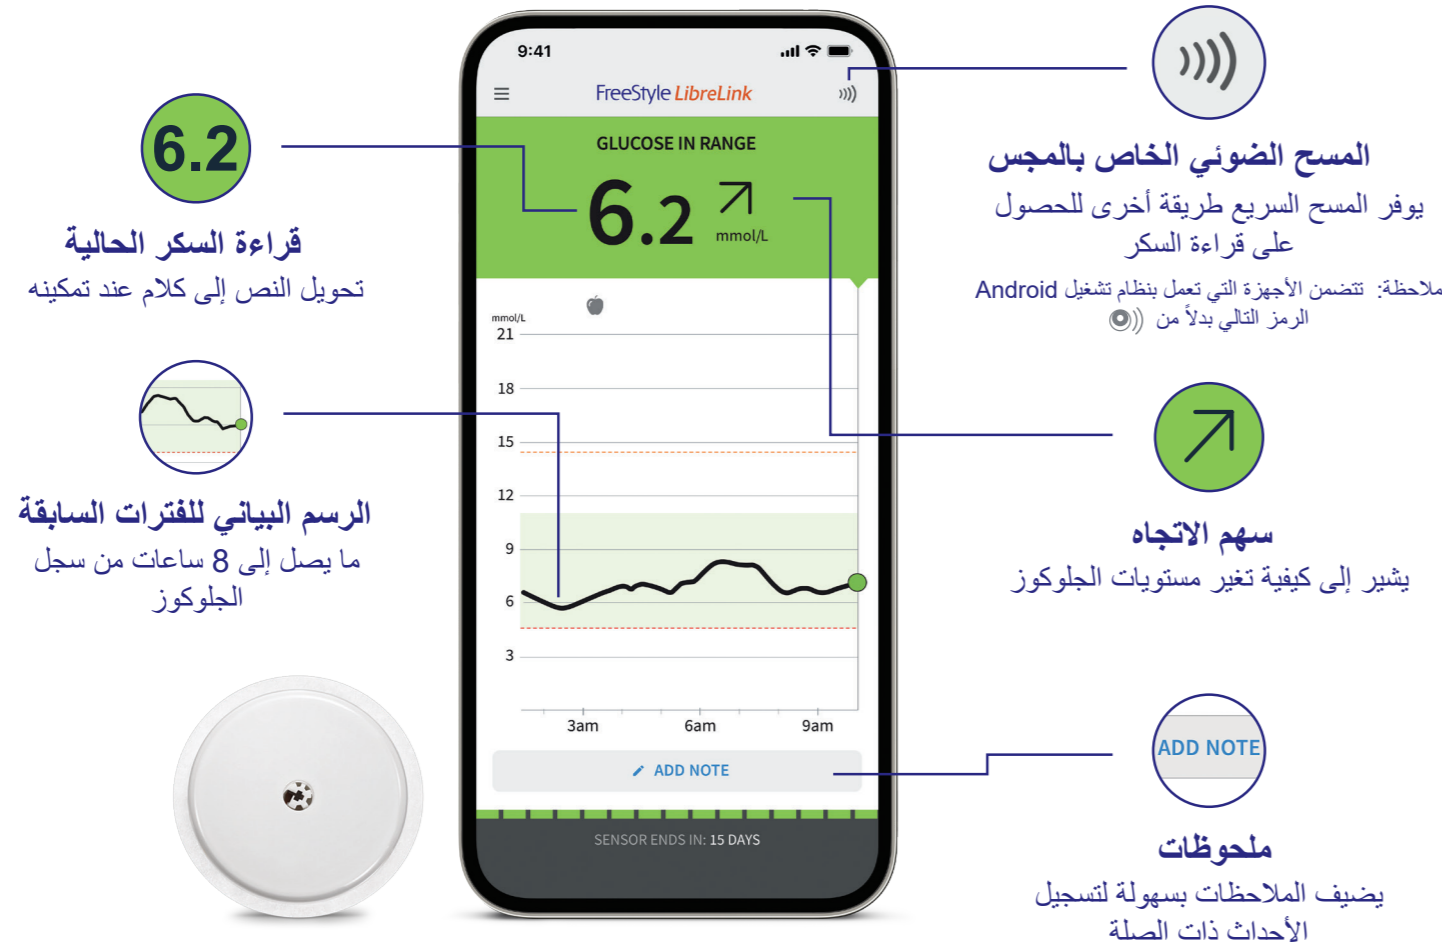 6.2
قراءة السكر الحالية
تحويل النص إلى كلام عند تمكينه
الرسم البياني للفترات السابقة
ما يصل إلى 8 ساعات من سجل
الجلوكوز
9:41
FreeStyle LibreLink
GLUCOSE IN RANGE
6.2
mmol/L
mmol/L
21
18
15
12
9
6
3
3am 6am 9am
ADD NOTE
SENSOR ENDS IN: 15 DAYS
المسح الضوئي الخاص بالمجس
يوفر المسح السريع طريقة أخرى للحصول
على قراءة السكر
ملاحظة: تتضمن الأجهزة التي تعمل بنظام تشغيل Android
الرمز التالي بدلاً من
سهم الاتجاه
يشير إلى كيفية تغير مستويات الجلوكوز
ADD NOTE
ملحوظات
يضيف الملاحظات بسهولة لتسجيل
الأحداث ذات الصلة